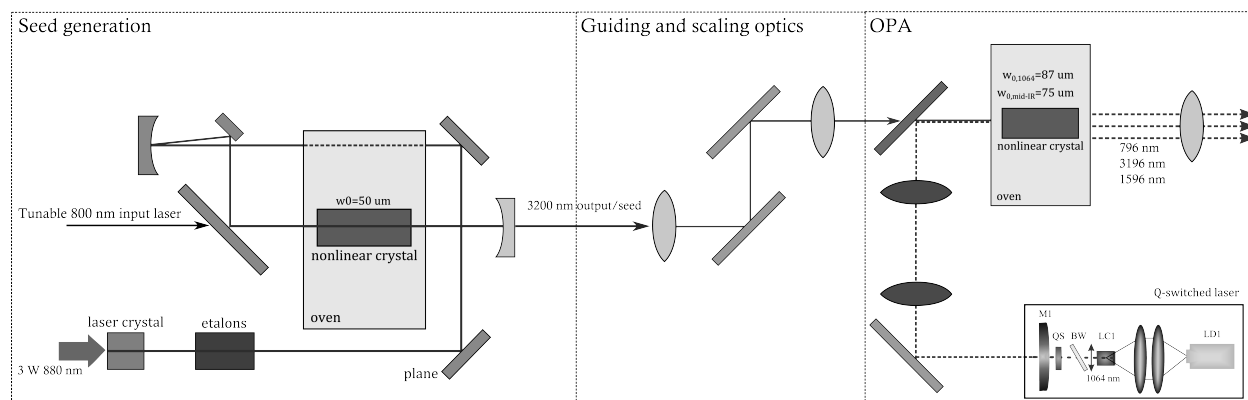 Seed generation
Guiding and scaling optics
OPA
w0,1064=87 um
w0,mid-IR=75 um
nonlinear crystal
oven
796 nm
3196 nm
1596 nm
Tunable 800 nm input laser
w0=50 um
nonlinear crystal
oven
3200 nm output/seed
laser crystal
etalons
3 W 880 nm
plane
Q-switched laser
M1
QS
BW
LC1
LD1
1064 nm